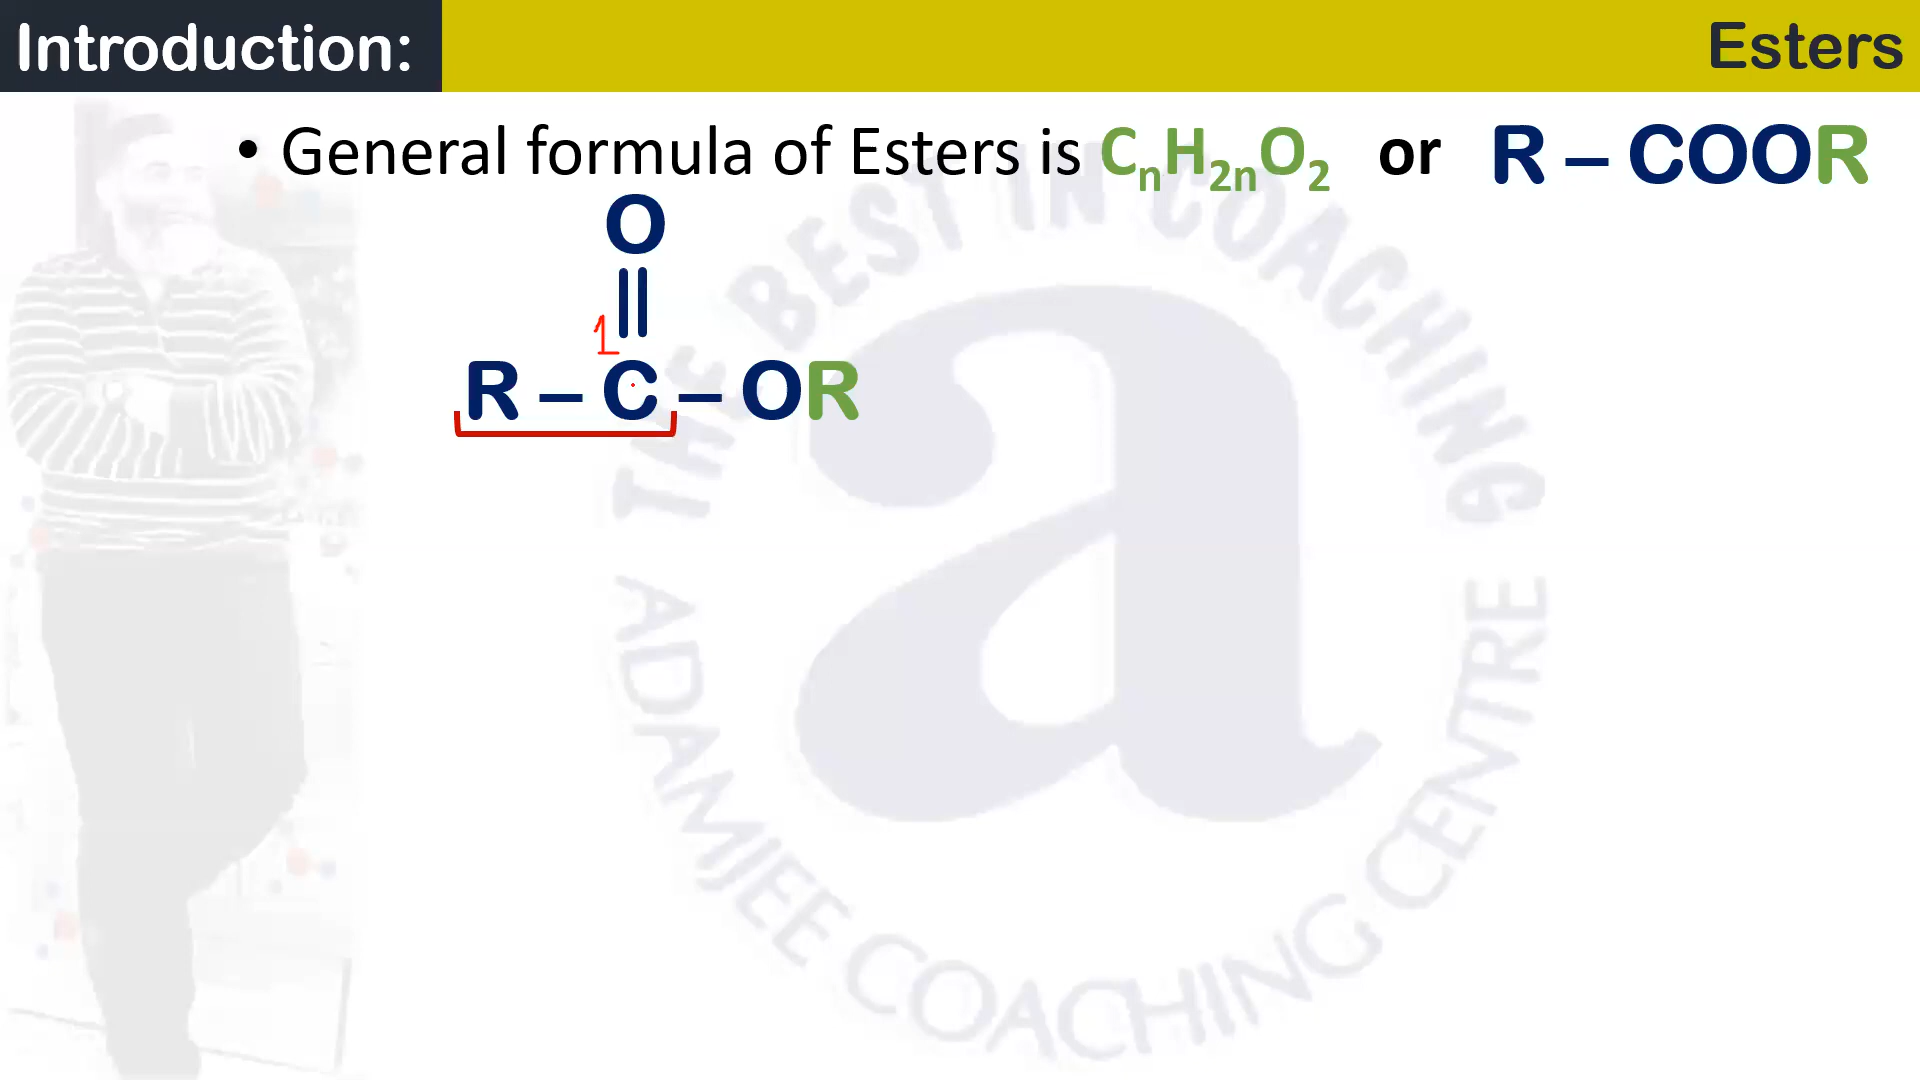 Introduction:
Esters
• General formula of Esters is CₙH₂ₙO₂ or R – COOR
O
||
1
R – C – OR
THE BEST IN COACHING
a
ADAMJEE COACHING CENTRE